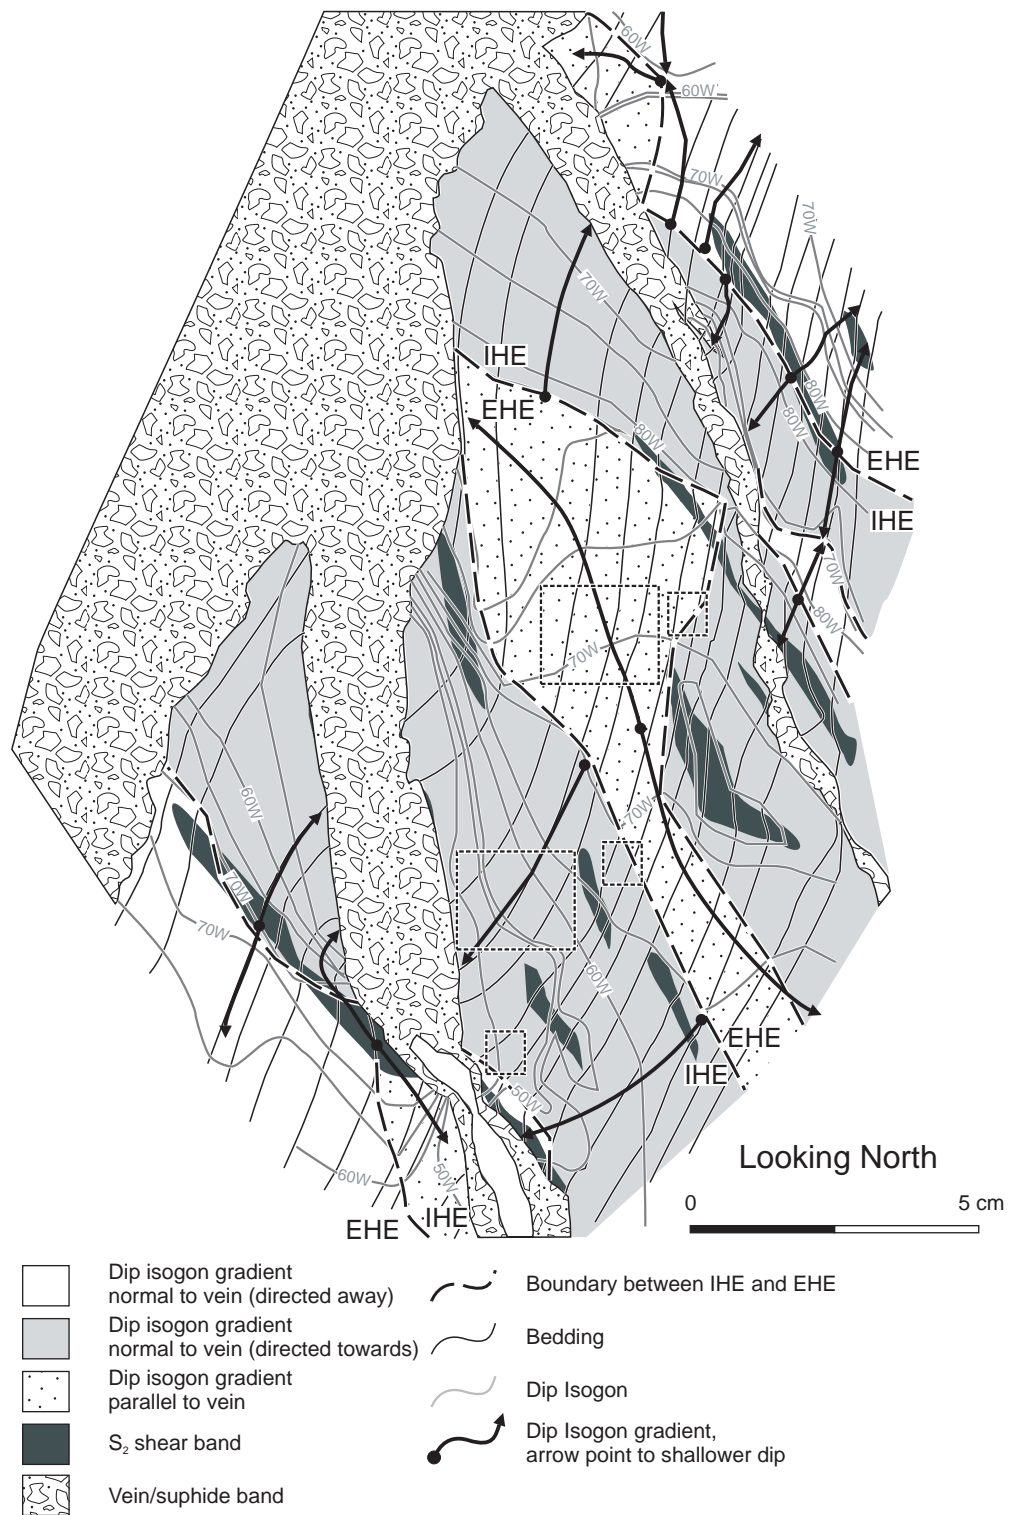 60W
60W
70W
70W
70W
IHE
EHE
80W
80W
80W
EHE
IHE
70W
80W
70W
60W
70W
70W
70W
60W
EHE
IHE
50W
Looking North
60W
50W
EHE
IHE
0 5 cm
Dip isogon gradient
normal to vein (directed away)
Dip isogon gradient
normal to vein (directed towards)
Dip isogon gradient
parallel to vein
S₂ shear band
Vein/suphide band
Boundary between IHE and EHE
Bedding
Dip Isogon
Dip Isogon gradient,
arrow point to shallower dip